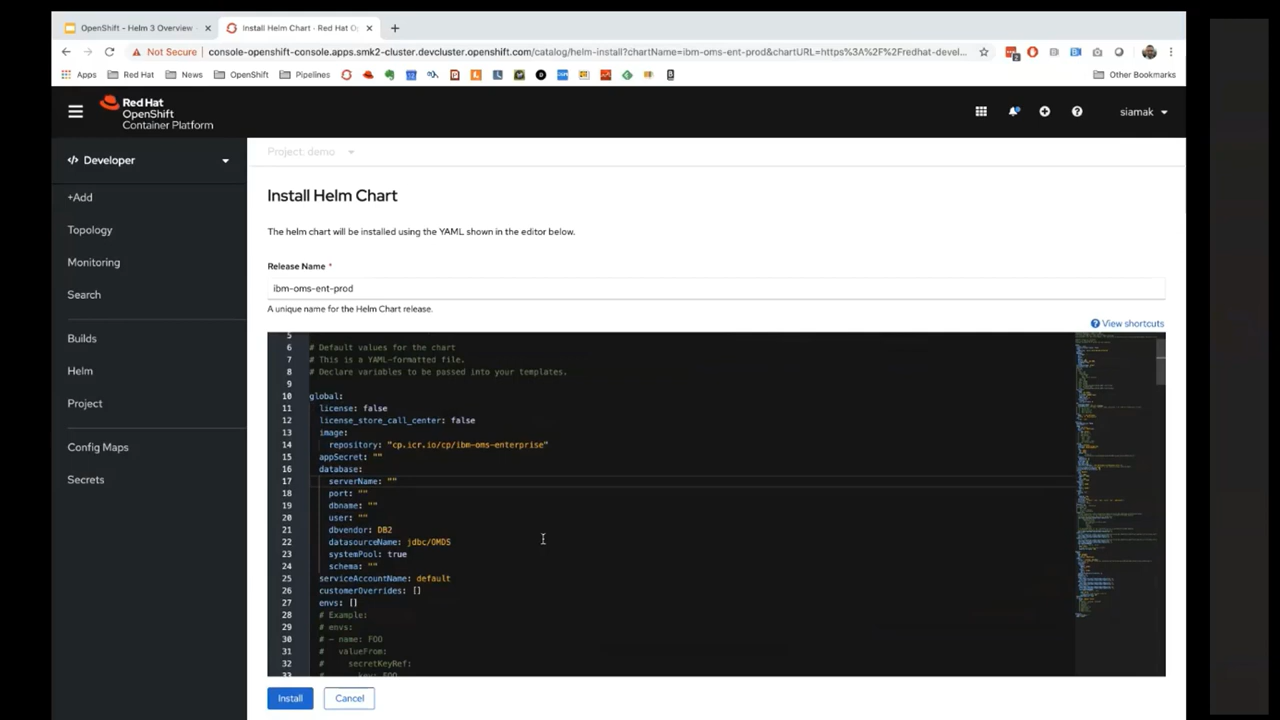 OpenShift - Helm 3 Overview
Install Helm Chart · Red Hat O
Not Secure
console-openshift-console.apps.smk2-cluster.devcluster.openshift.com/catalog/helm-install?chartName=ibm-oms-ent-prod&chartURL=https%3A%2F%2Fredhat-devel...
Apps
Red Hat
News
OpenShift
Pipelines
Other Bookmarks
Red Hat
OpenShift
Container Platform
siamak
</> Developer
Project: demo
+Add
Topology
Monitoring
Search
Builds
Helm
Project
Config Maps
Secrets
Install Helm Chart
The helm chart will be installed using the YAML shown in the editor below.
Release Name *
ibm-oms-ent-prod
A unique name for the Helm Chart release.
View shortcuts
5
6 # Default values for the chart
7 # This is a YAML-formatted file.
8 # Declare variables to be passed into your templates.
9
10 global:
11 license: false
12 license_store_call_center: false
13 image:
14 repository: "cp.icr.io/cp/ibm-oms-enterprise"
15 appSecret: ""
16 database:
17 serverName: ""
18 port: ""
19 dbname: ""
20 user: ""
21 dbvendor: DB2
22 datasourceName: jdbc/OMDS
23 systemPool: true
24 schema: ""
25 serviceAccountName: default
26 customerOverrides: []
27 envs: []
28 # Example:
29 # envs:
30 # - name: FOO
31 # valueFrom:
32 # secretKeyRef:
33 # key: FOO
Install
Cancel